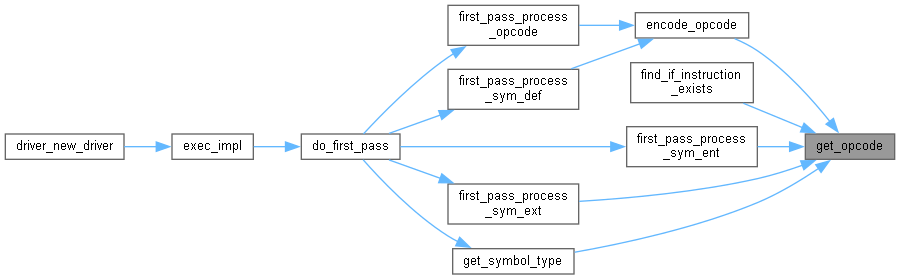 first_pass_process
_opcode
encode_opcode
first_pass_process
_sym_def
find_if_instruction
_exists
driver_new_driver
exec_impl
do_first_pass
first_pass_process
_sym_ent
get_opcode
first_pass_process
_sym_ext
get_symbol_type